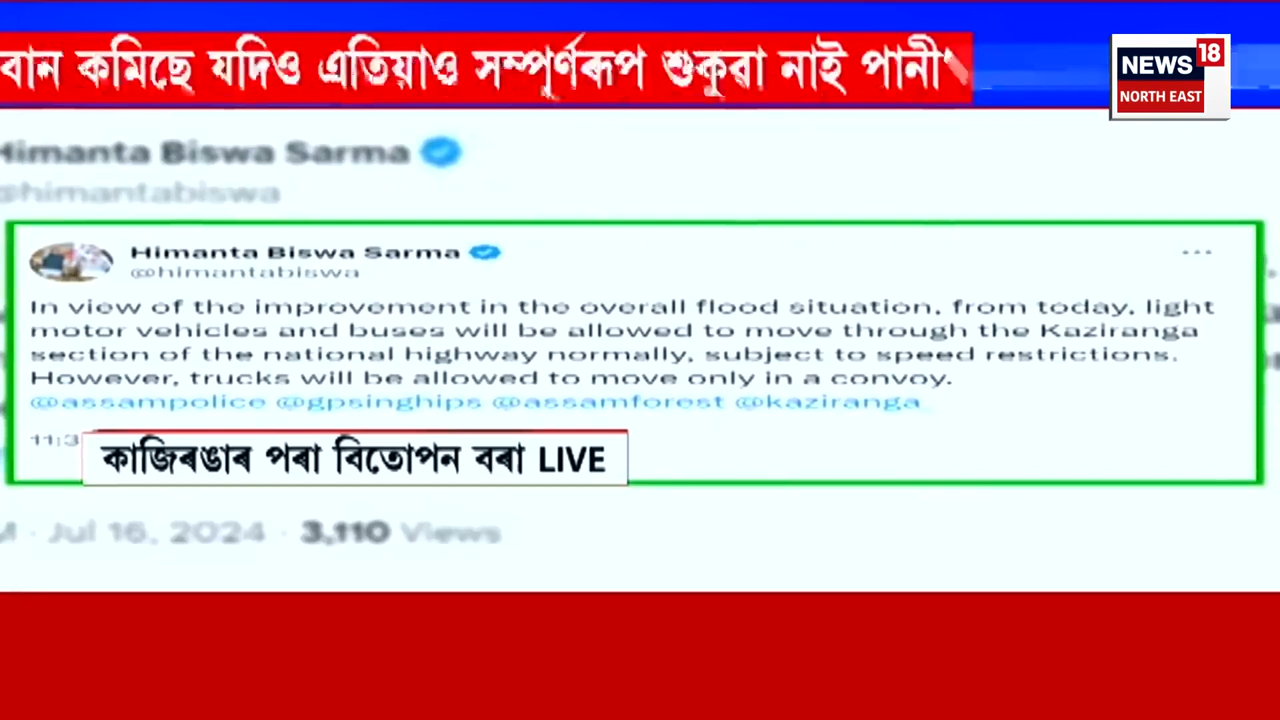 বান কমিছে যদিও এতিয়াও সম্পূৰ্ণৰূপ শুকুৱা নাই পানী'
NEWS 18
NORTH EAST
Himanta Biswa Sarma
@himantabiswa
Himanta Biswa Sarma
@himantabiswa
In view of the improvement in the overall flood situation, from today, light
motor vehicles and buses will be allowed to move through the Kaziranga
section of the national highway normally, subject to speed restrictions.
However, trucks will be allowed to move only in a convoy.
@assampolice @gpsinghips @assamforest @kaziranga
কাজিৰঙাৰ পৰা বিতোপন বৰা LIVE
Jul 16, 2024 · 3,110 Views